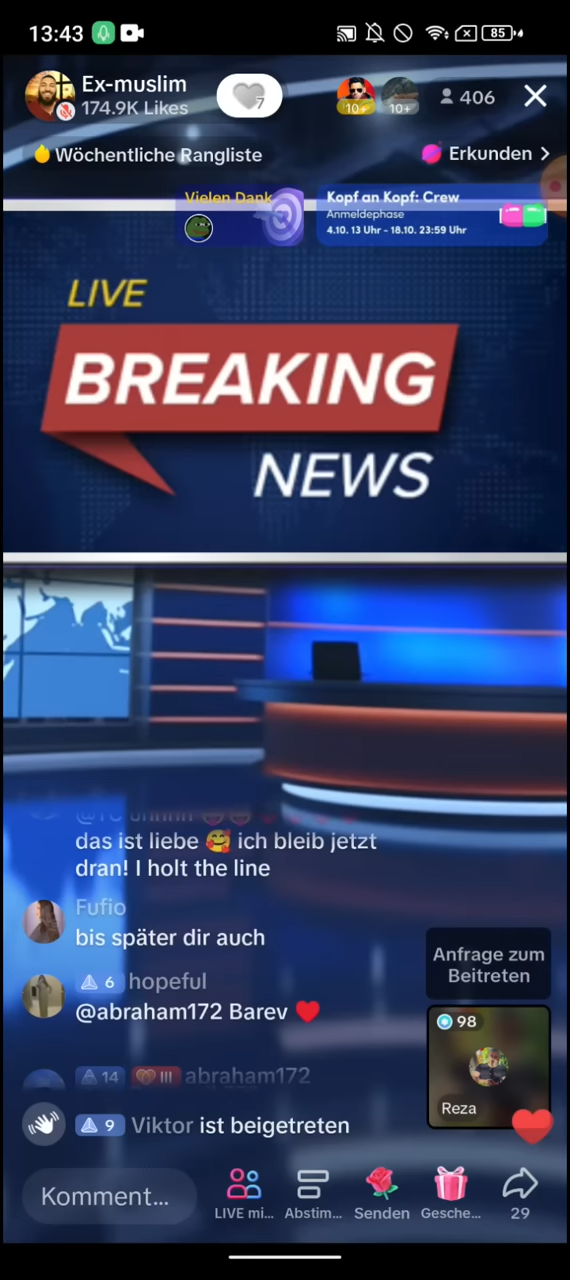 13:43
85
Ex-muslim
174.9K Likes
7
10+
10+
406
Wöchentliche Rangliste
Erkunden
Vielen Dank
Kopf an Kopf: Crew
Anmeldephase
4.10. 13 Uhr - 18.10. 23:59 Uhr
LIVE
BREAKING
NEWS
das ist liebe 🥰 ich bleib jetzt
dran! I holt the line
Fufio
bis später dir auch
6 hopeful
@abraham172 Barev ❤️
14 III abraham172
9 Viktor ist beigetreten
Anfrage zum
Beitreten
98
Reza
Komment...
LIVE mi...
Abstim...
Senden
Gesche...
29